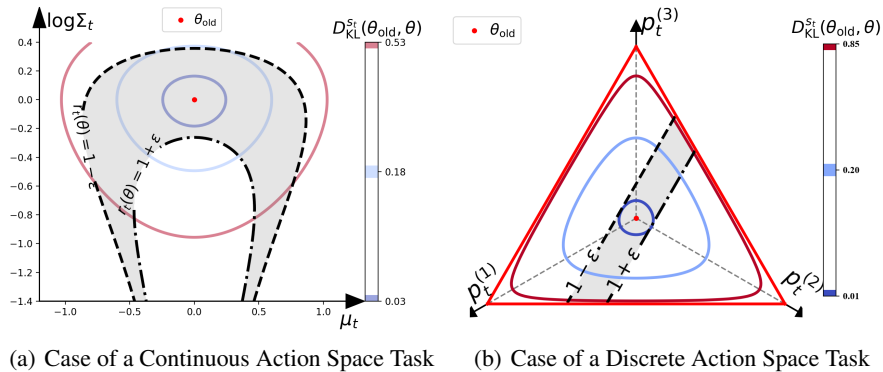 logΣ_t
θ_old
D_KL^{s_t}(θ_old, θ)
0.53
0.18
0.03
0.4
0.2
0.0
−0.2
−0.4
−0.6
−0.8
−1.0
−1.2
−1.4
r_t(θ) = 1 − ε
r_t(θ) = 1 + ε
−1.0
−0.5
0.0
0.5
1.0
μ_t
θ_old
p_t^{(3)}
D_KL^{s_t}(θ_old, θ)
0.85
0.20
0.01
1 − ε
1 + ε
p_t^{(1)}
p_t^{(2)}
(a) Case of a Continuous Action Space Task
(b) Case of a Discrete Action Space Task